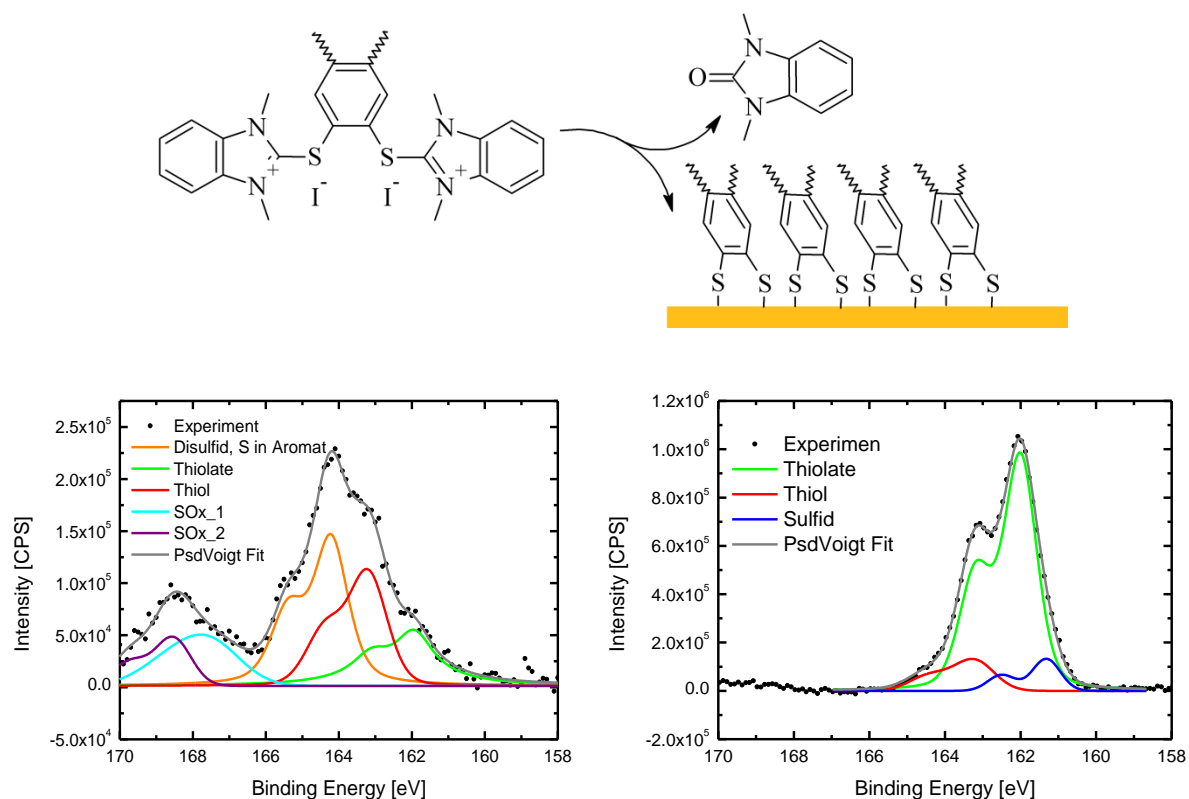 N
N
O
N
N
+
S
S
N
N
+
I-
I-
S S S S S S S S
2.5x10^5
2.0x10^5
1.5x10^5
1.0x10^5
5.0x10^4
0.0
-5.0x10^4
Intensity [CPS]
Experiment
Disulfid, S in Aromat
Thiolate
Thiol
SOx_1
SOx_2
PsdVoigt Fit
170 168 166 164 162 160 158
Binding Energy [eV]
1.2x10^6
1.0x10^6
8.0x10^5
6.0x10^5
4.0x10^5
2.0x10^5
0.0
-2.0x10^5
Intensity [CPS]
Experimen
Thiolate
Thiol
Sulfid
PsdVoigt Fit
170 168 166 164 162 160 158
Binding Energy [eV]